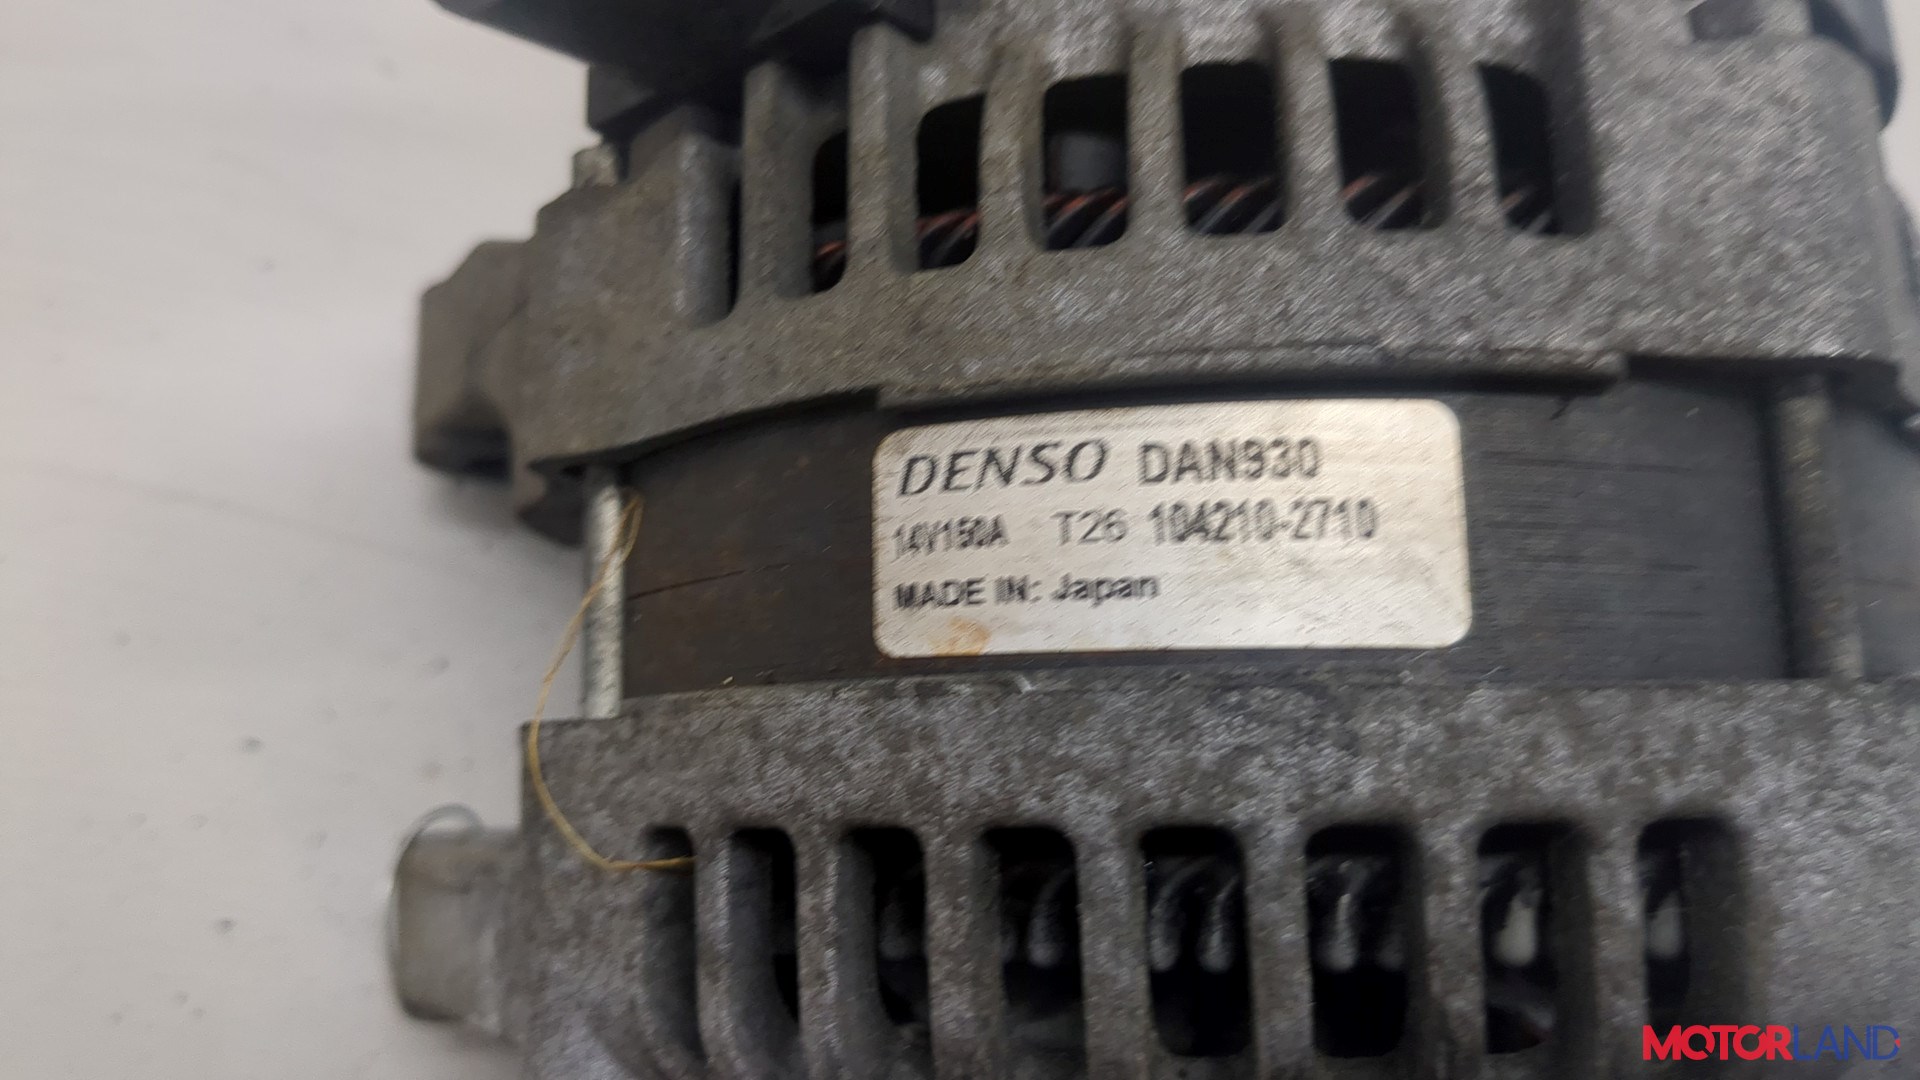 DENSO DAN930
14V150A T26 104210-2710
MADE IN: Japan
MOTORLAND